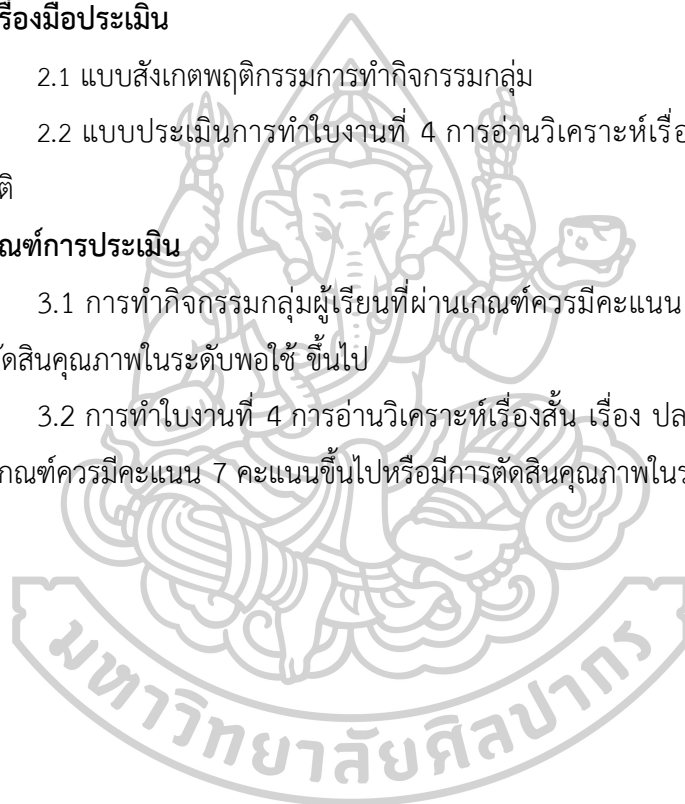 รื่องมือประเมิน
2.1 แบบสังเกตพฤติกรรมการทำกิจกรรมกลุ่ม
2.2 แบบประเมินการทำใบงานที่ 4 การอ่านวิเคราะห์เรื่อ
ติ
ณฑ์การประเมิน
3.1 การทำกิจกรรมกลุ่มผู้เรียนที่ผ่านเกณฑ์ควรมีคะแนน
ตัดสินคุณภาพในระดับพอใช้ ขึ้นไป
3.2 การทำใบงานที่ 4 การอ่านวิเคราะห์เรื่องสั้น เรื่อง ปล
กณฑ์ควรมีคะแนน 7 คะแนนขึ้นไปหรือมีการตัดสินคุณภาพในร
มหาวิทยาลัยศิลปากร